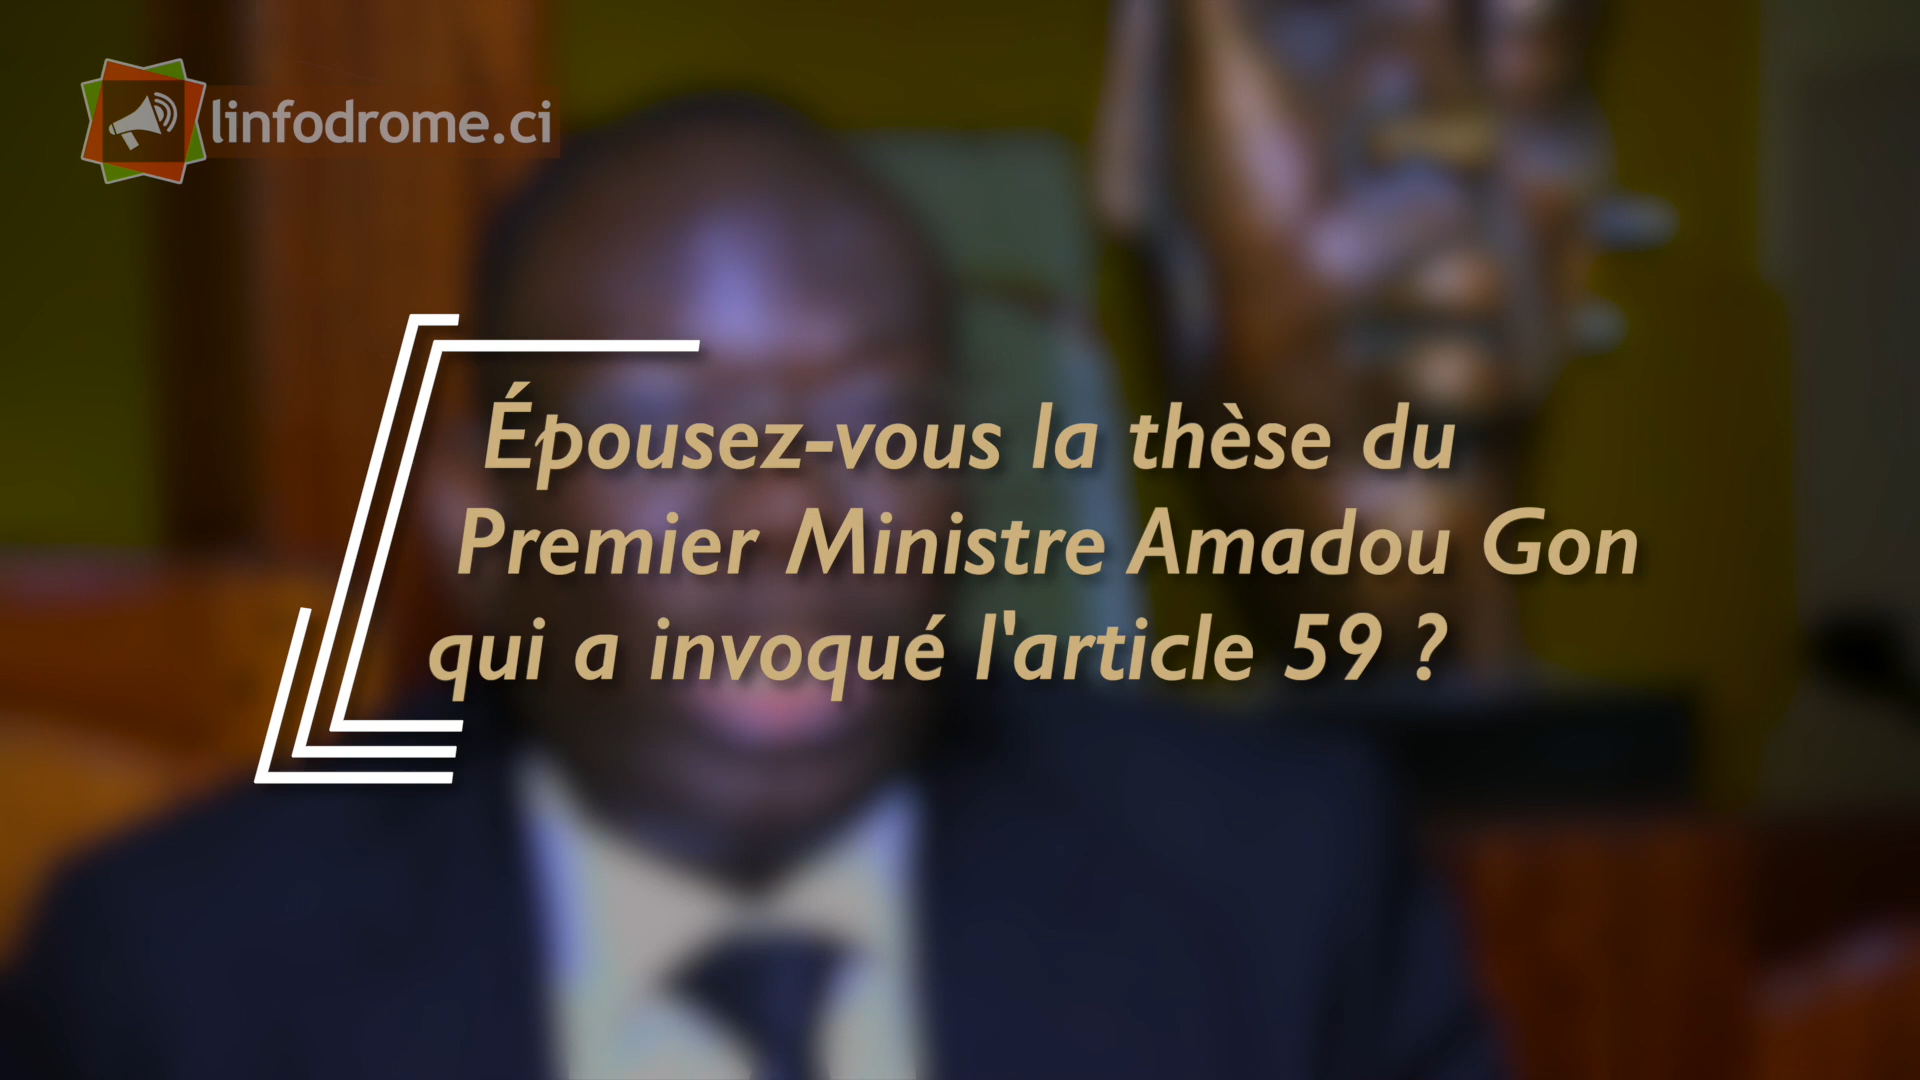 linfodrome.ci
Épousez-vous la thèse du
Premier Ministre Amadou Gon
qui a invoqué l'article 59 ?